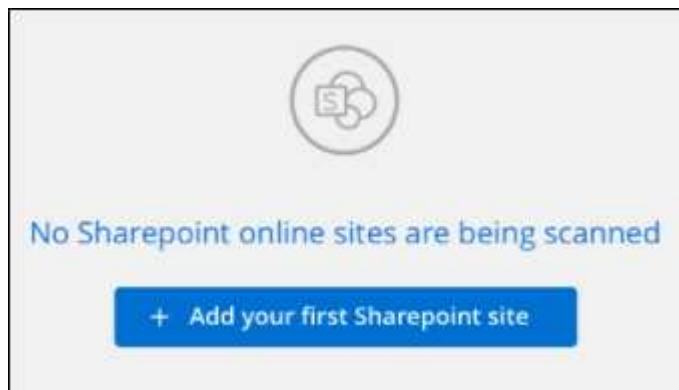 S
No Sharepoint online sites are being scanned
+ Add your first Sharepoint site